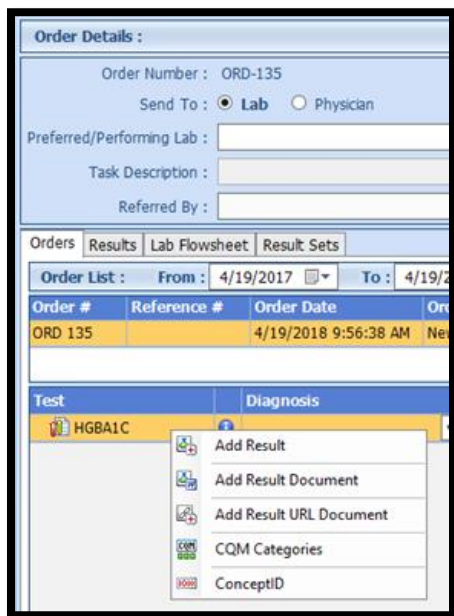 Order Details :
Order Number : ORD-135
Send To : Lab Physician
Preferred/Performing Lab :
Task Description :
Referred By :
Orders Results Lab Flowsheet Result Sets
Order List : From : 4/19/2017 To : 4/19/2
Order # Reference # Order Date Ord
ORD 135 4/19/2018 9:56:38 AM Nev
Test Diagnosis
HGBA1C
Add Result
Add Result Document
Add Result URL Document
CQM Categories
ConceptID